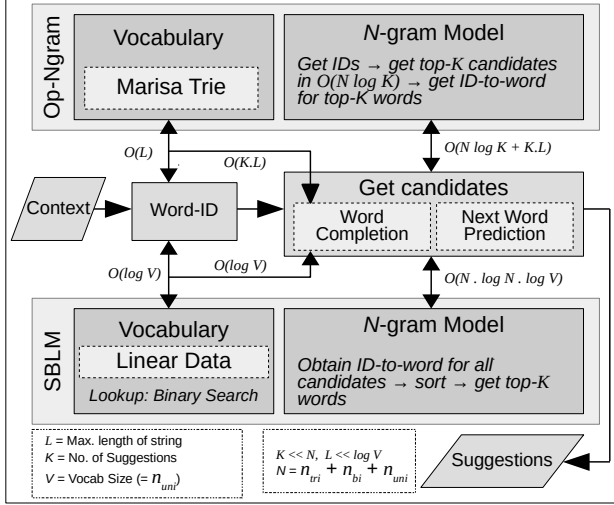 Op-Ngram
Vocabulary
Marisa Trie
N-gram Model
Get IDs → get top-K candidates
in O(N log K) → get ID-to-word
for top-K words
O(L)
O(K.L)
O(N log K + K.L)
Context
Word-ID
Get candidates
Word
Completion
Next Word
Prediction
O(log V)
O(log V)
O(N . log N . log V)
SBLM
Vocabulary
Linear Data
Lookup: Binary Search
N-gram Model
Obtain ID-to-word for all
candidates → sort → get top-K
words
L = Max. length of string
K = No. of Suggestions
V = Vocab Size (= n_uni)
K << N, L << log V
N = n_tri + n_bi + n_uni
Suggestions